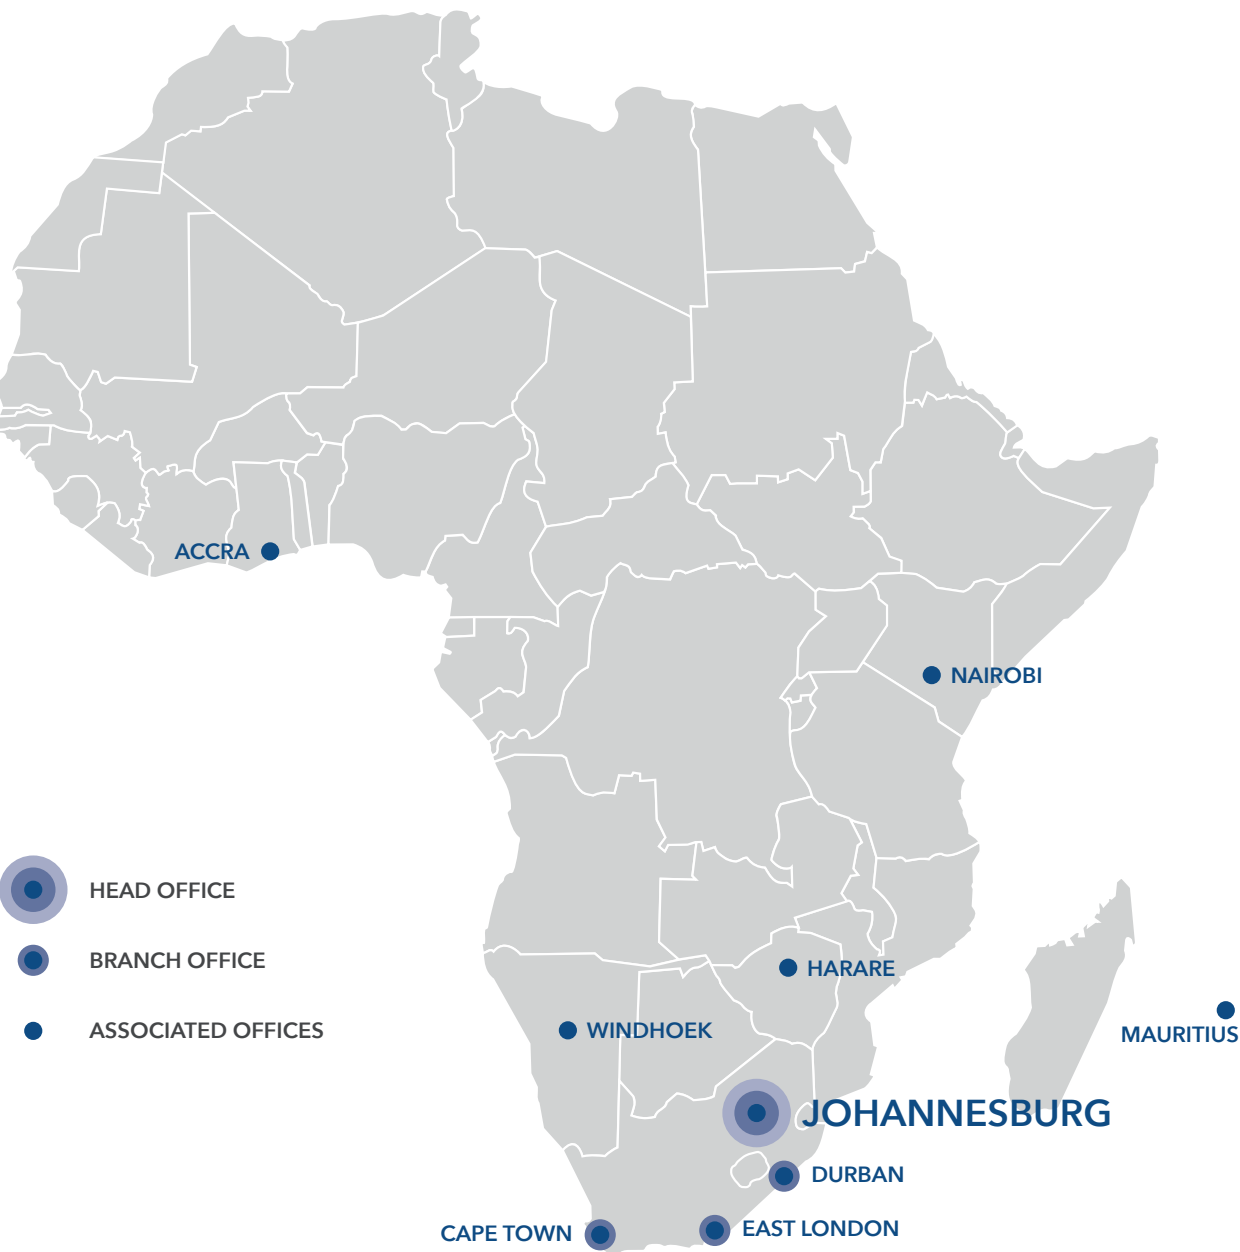 ACCRA
NAIROBI
HEAD OFFICE
BRANCH OFFICE
HARARE
ASSOCIATED OFFICES
WINDHOEK
MAURITIUS
JOHANNESBURG
DURBAN
CAPE TOWN
EAST LONDON